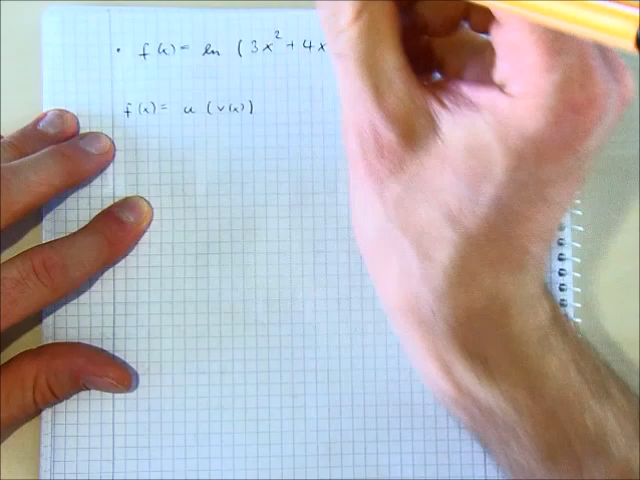 • f(x) = ln (3x² + 4x
f(x) = u (v(x))